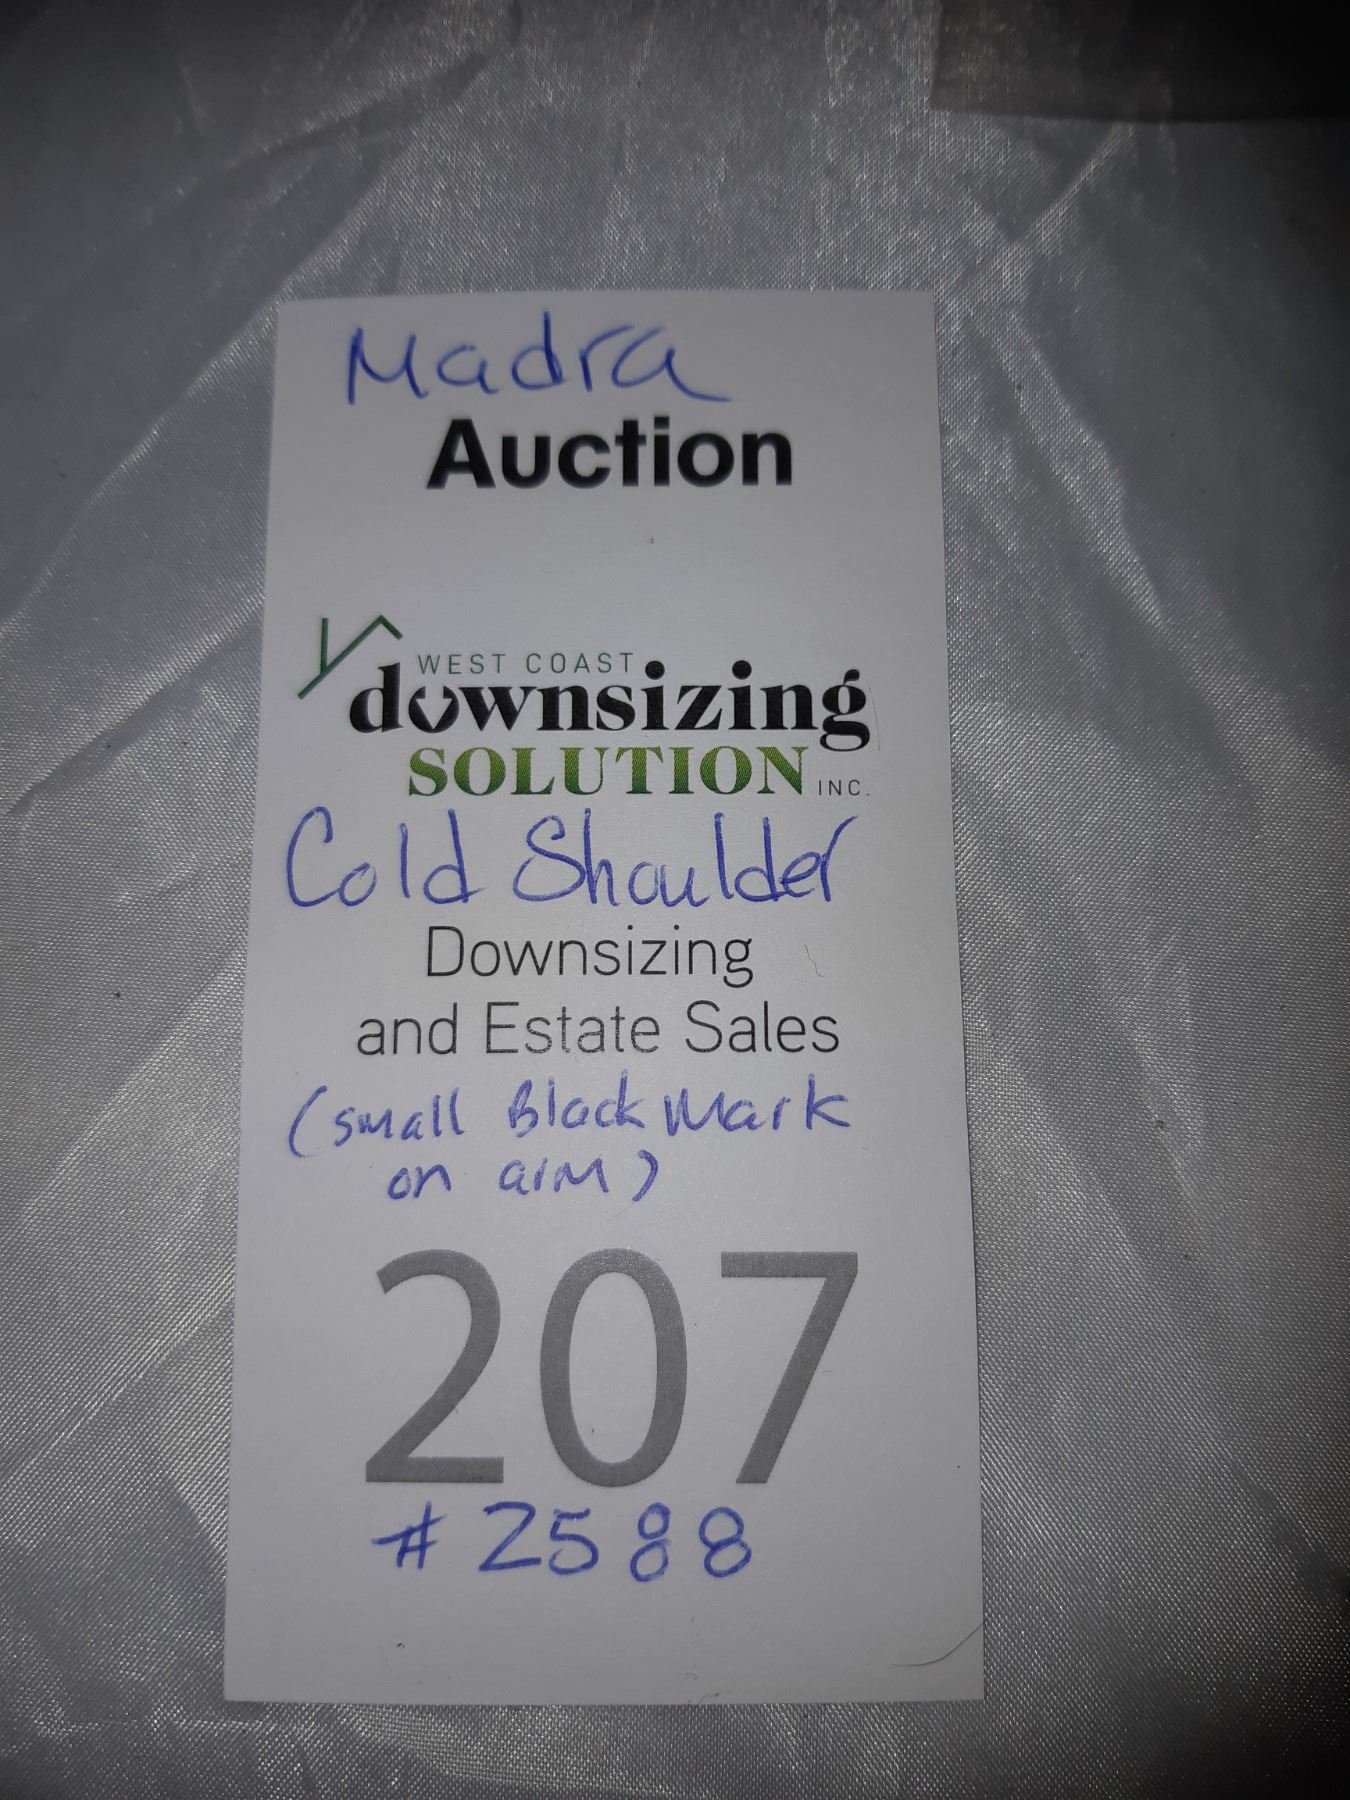 Madra
Auction
WEST COAST
downsizing
SOLUTION INC.
Cold Shoulder
Downsizing
and Estate Sales
(small Black Mark
on arm)
207
# 2588